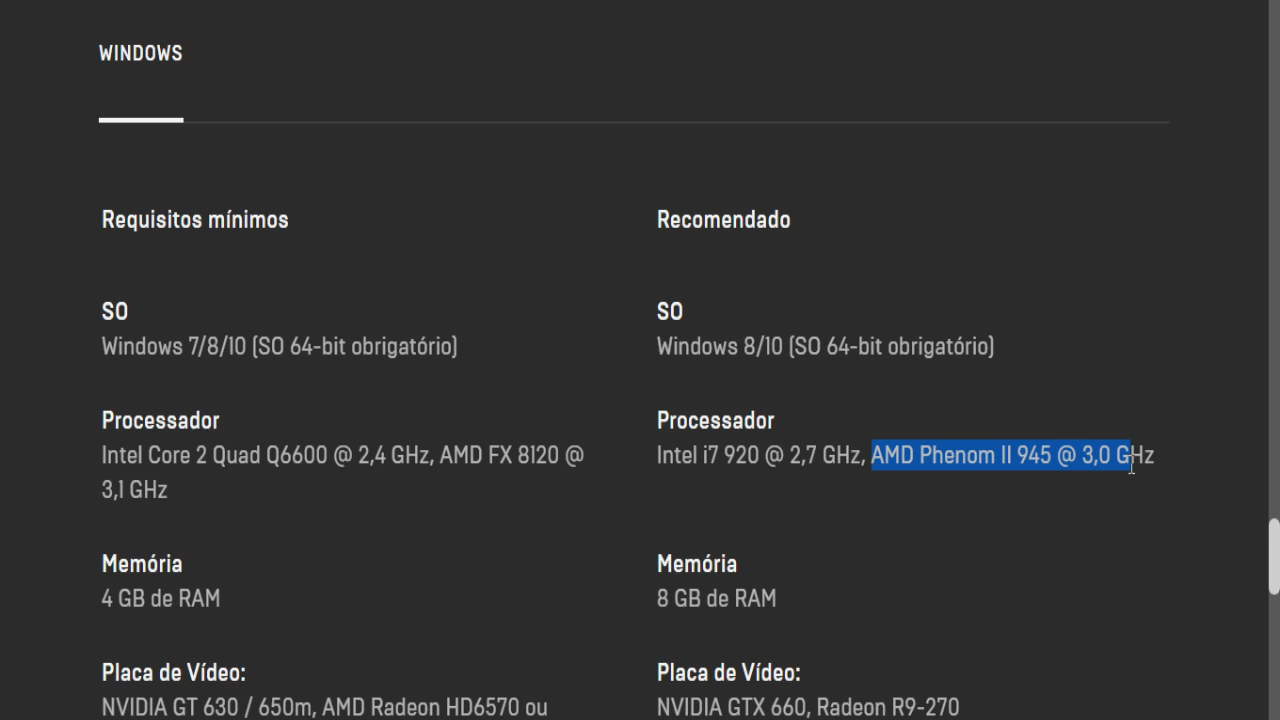 WINDOWS
Requisitos mínimos
SO
Windows 7/8/10 (SO 64-bit obrigatório)
Processador
Intel Core 2 Quad Q6600 @ 2,4 GHz, AMD FX 8120 @
3,1 GHz
Memória
4 GB de RAM
Placa de Vídeo:
NVIDIA GT 630 / 650m, AMD Radeon HD6570 ou
Recomendado
SO
Windows 8/10 (SO 64-bit obrigatório)
Processador
Intel i7 920 @ 2,7 GHz, AMD Phenom II 945 @ 3,0 GHz
Memória
8 GB de RAM
Placa de Vídeo:
NVIDIA GTX 660, Radeon R9-270